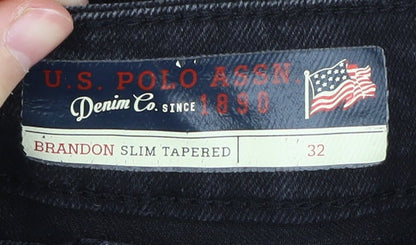 U.S. POLO ASSN.
Denim Co. SINCE 1890
BRANDON SLIM TAPERED 32